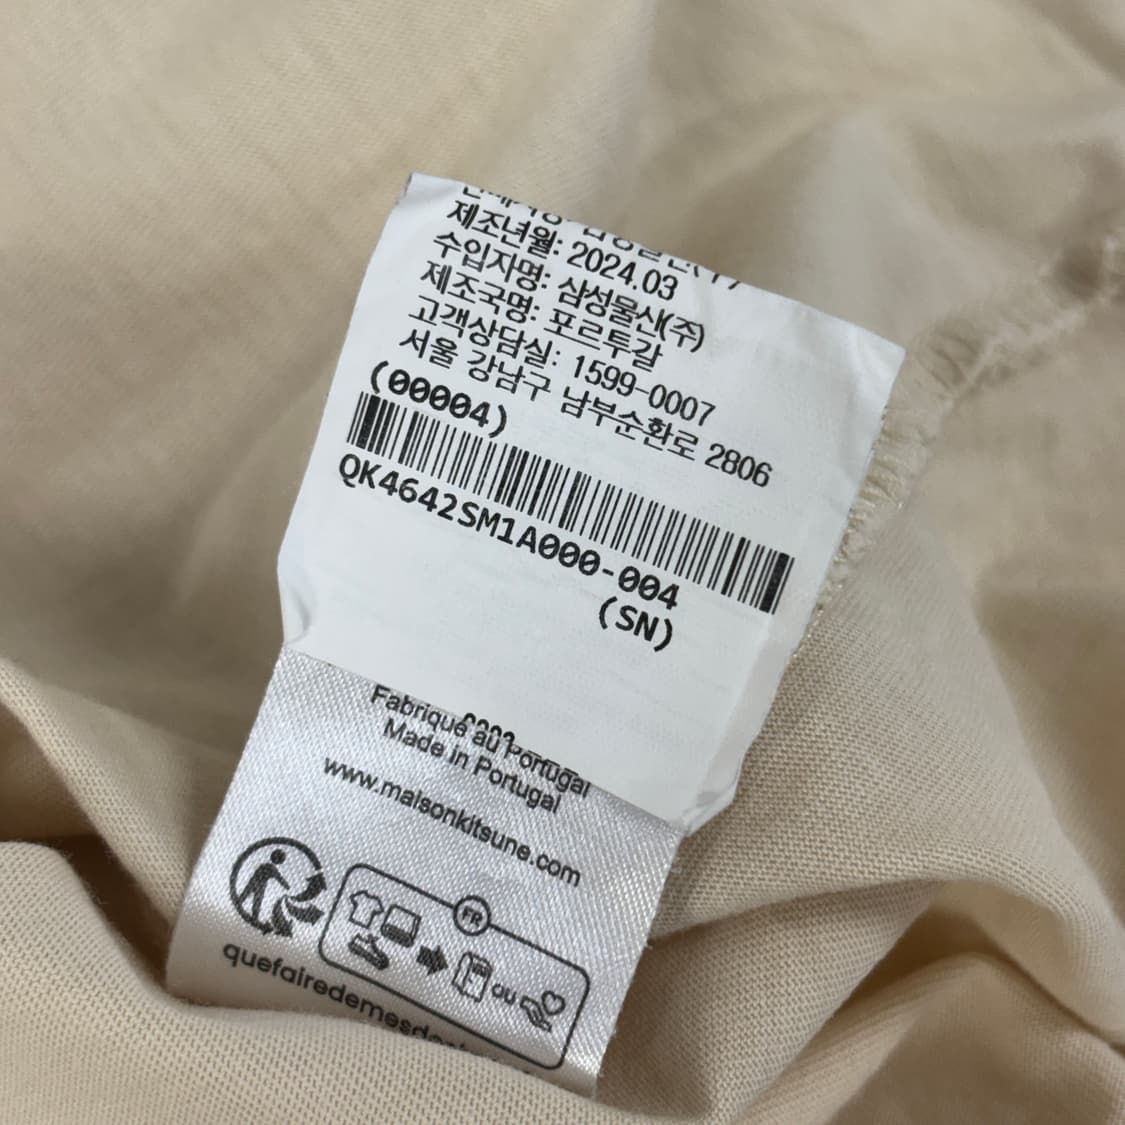 제조년월: 2024.03
수입자명: 삼성물산(주)
제조국명: 포르투갈
고객상담실: 1599-0007
서울 강남구 남부순환로 2806
(00004)
QK4642SM1A000-004
(SN)
Fabriqué au Portugal
Made in Portugal
www.maisonkitsune.com
FR
ou